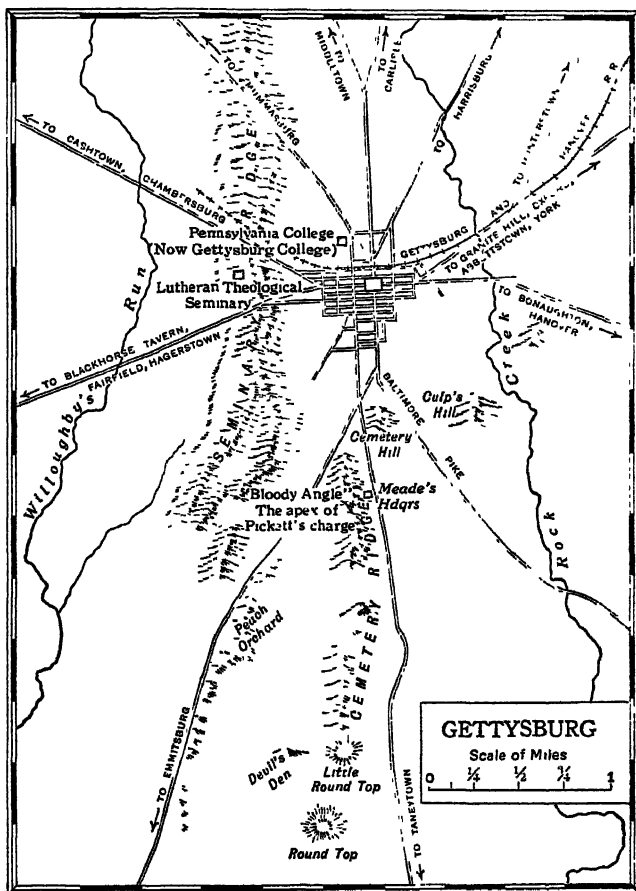 TO MIDDLETOWN
TO CARLISLE
TO HARRISBURG
TO HUNTERSTOWN
HANOVER R R
GETTYSBURG AND
TO CASHTOWN, CHAMBERSBURG
Pennsylvania College
(Now Gettysburg College)
Lutheran Theological
Seminary
TO BONAUGHTON,
HANOVER
TO BLACKHORSE TAVERN,
FAIRFIELD, HAGERSTOWN
Willoughby's Run
SEMINARY RIDGE
Rock Creek
BALTIMORE PIKE
Culp's
Hill
Cemetery
Hill
Bloody Angle
The apex of
Pickett's charge
Meade's
Hdqrs
CEMETERY RIDGE
Peach
Orchard
TO EMMITSBURG
Devil's
Den
Little
Round Top
Round Top
TO TANEYTOWN
GETTYSBURG
Scale of Miles
0 ¼ ½ ¾ 1